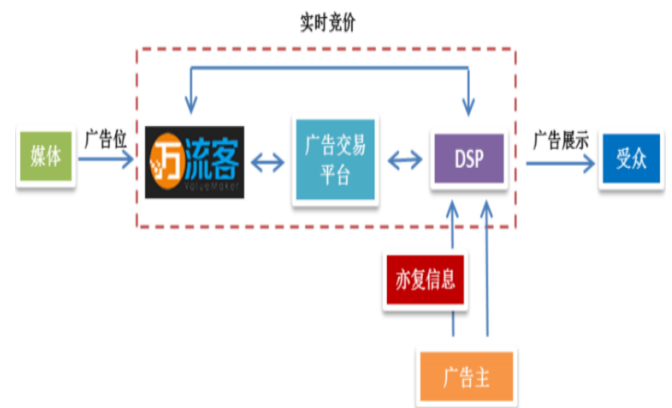 实时竞价
媒体
广告位
万流客
ValueMaker
广告交易
平台
DSP
广告展示
受众
亦复信息
广告主